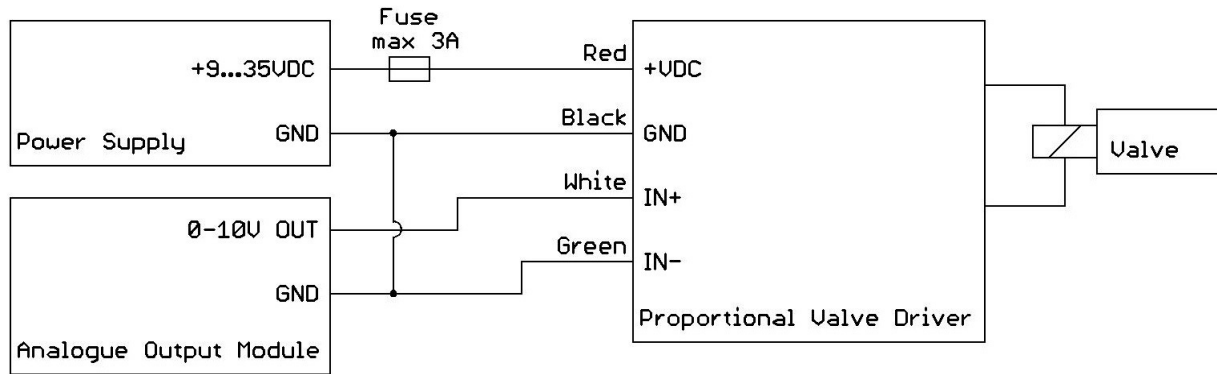 Fuse
max 3A
+9...35VDC
Red
+VDC
GND
Black
GND
Power Supply
Valve
White
IN+
0-10V OUT
Green
IN-
GND
Proportional Valve Driver
Analogue Output Module